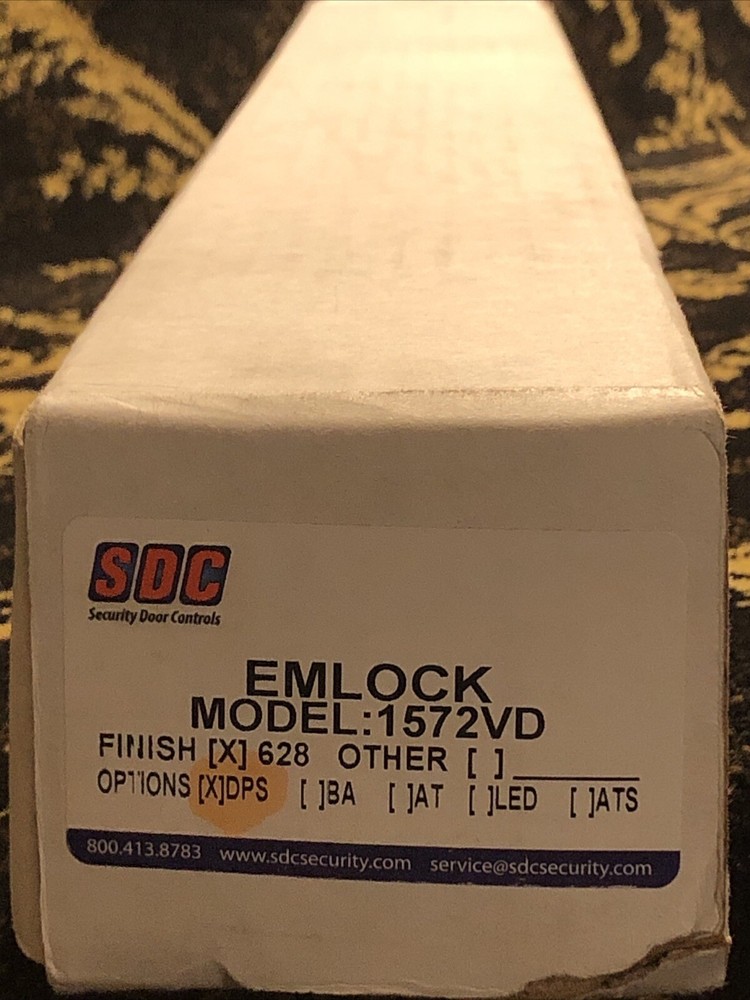 SDC
Security Door Controls
EMLOCK
MODEL:1572VD
FINISH [X] 628 OTHER [ ]_________
OPTIONS [X]DPS [ ]BA [ ]AT [ ]LED [ ]ATS
800.413.8783 www.sdcsecurity.com service@sdcsecurity.com